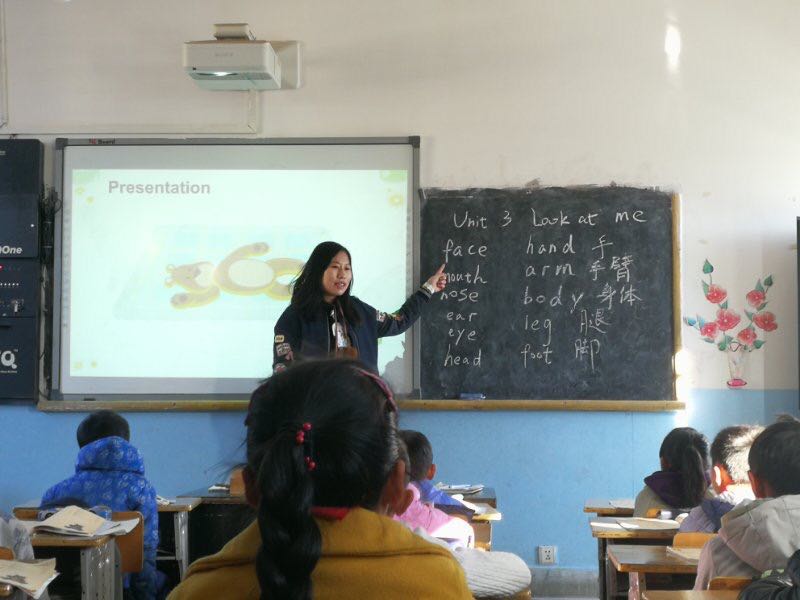 Presentation
Unit 3 Look at me
face hand 手
mouth arm 手臂
nose body 身体
ear leg 腿
eye foot 脚
head